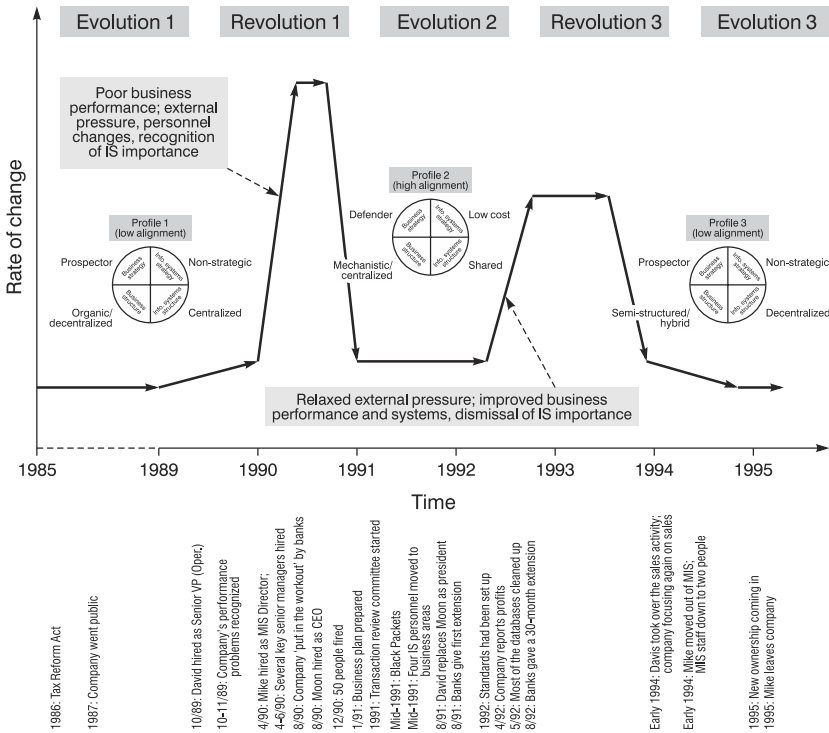 Evolution 1
Revolution 1
Evolution 2
Revolution 3
Evolution 3
Rate of change
Poor business
performance; external
pressure, personnel
changes, recognition
of IS importance
Profile 1
(low alignment)
Prospector
Non-strategic
Organic/
decentralized
Centralized
Business
strategy
Info. systems
strategy
Business
structure
Info. systems
structure
Profile 2
(high alignment)
Defender
Low cost
Mechanistic/
centralized
Shared
Business
strategy
Info. systems
strategy
Business
structure
Info. systems
structure
Profile 3
(low alignment)
Prospector
Non-strategic
Semi-structured/
hybrid
Decentralized
Business
strategy
Info. systems
strategy
Business
structure
Info. systems
structure
Relaxed external pressure; improved business
performance and systems, dismissal of IS importance
1985
1989
1990
1991
1992
1993
1994
1995
Time
1986: Tax Reform Act
1987: Company went public
10/89: David hired as Senior VP (Oper.)
10-11/89: Company's performance
problems recognized
4/90: Mike hired as MIS Director;
4-6/90: Several key senior managers hired
8/90: Company 'put in the workout' by banks
8/90: Moon hired as CEO
12/90: 50 people fired
1/91: Business plan prepared
1991: Transaction review committee started
Mid-1991: Black Packets
Mid-1991: Four IS personnel moved to
business areas
8/91: David replaces Moon as president
8/91: Banks give first extension
1992: Standards had been set up
4/92: Company reports profits
5/92: Most of the databases cleaned up
8/92: Banks gave a 30-month extension
Early 1994: Davis took over the sales activity;
company focusing again on sales
Early 1994: Mike moved out of MIS;
MIS staff down to two people
1995: New ownership coming in
1995: Mike leaves company